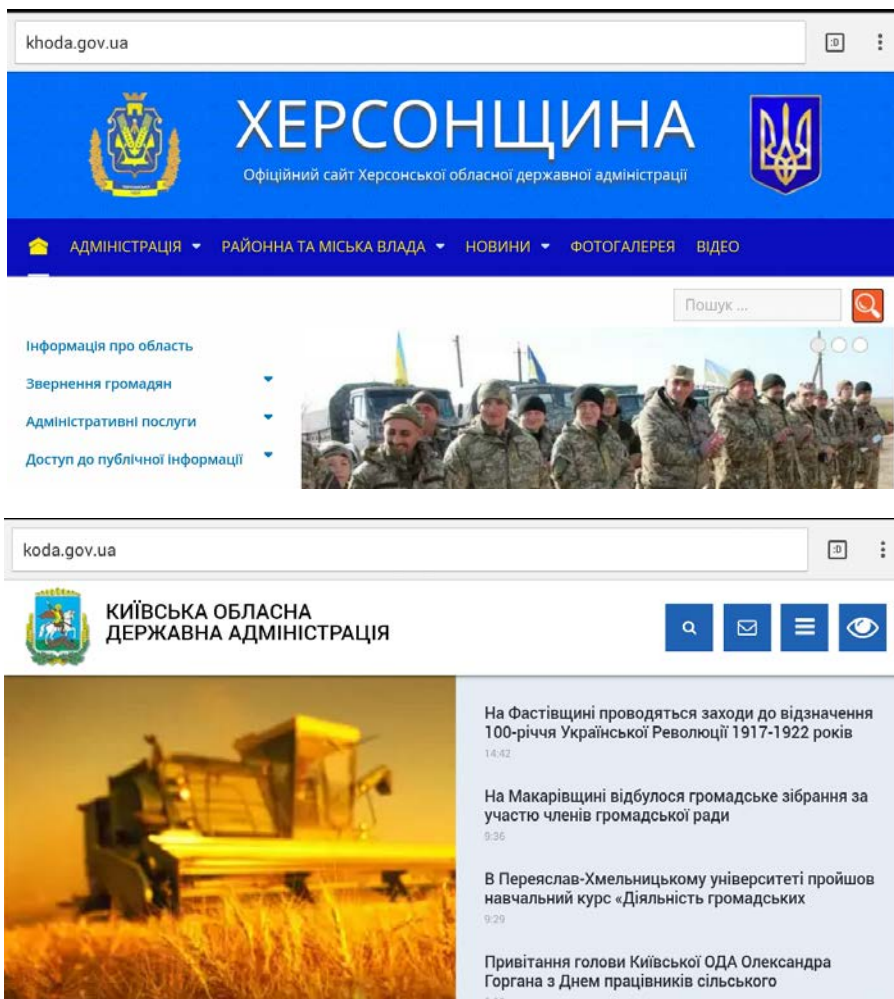 khoda.gov.ua
:D
ХЕРСОНЩИНА
Офіційний сайт Херсонської обласної державної адміністрації
АДМІНІСТРАЦІЯ РАЙОННА ТА МІСЬКА ВЛАДА НОВИНИ ФОТОГАЛЕРЕЯ ВІДЕО
Пошук ...
Інформація про область
Звернення громадян
Адміністративні послуги
Доступ до публічної інформації
koda.gov.ua
:D
КИЇВСЬКА ОБЛАСНА
ДЕРЖАВНА АДМІНІСТРАЦІЯ
На Фастівщині проводяться заходи до відзначення
100-річчя Української Революції 1917-1922 років
14:42
На Макарівщині відбулося громадське зібрання за
участю членів громадської ради
9:36
В Переяслав-Хмельницькому університеті пройшов
навчальний курс «Діяльність громадських
9:29
Привітання голови Київської ОДА Олександра
Горгана з Днем працівників сільського